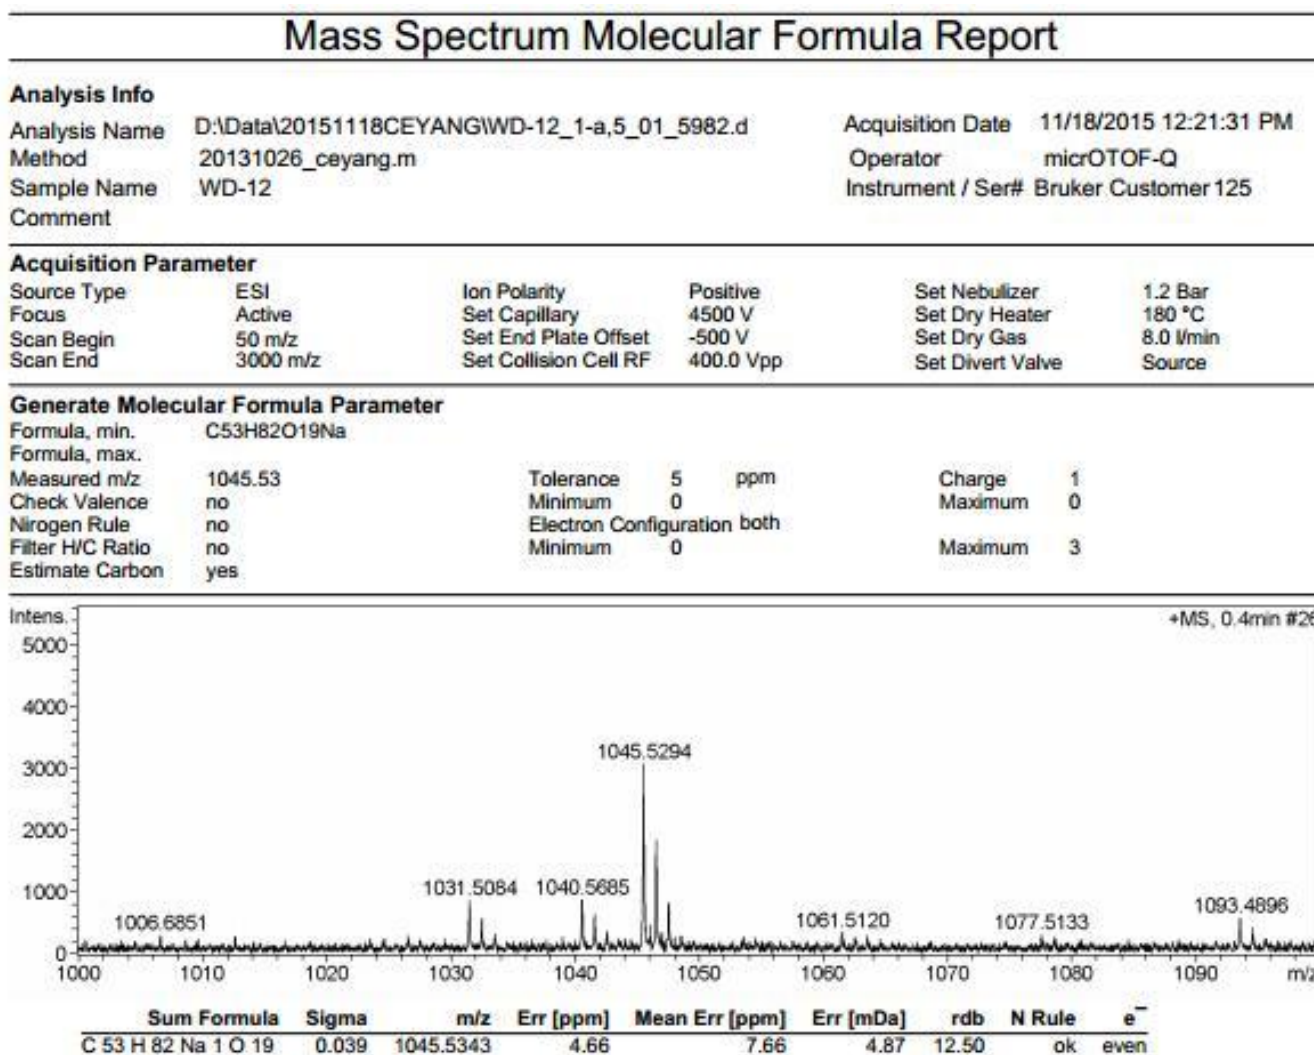 Mass Spectrum Molecular Formula Report
Analysis Info
Analysis Name D:\Data\20151118CEYANG\WD-12_1-a,5_01_5982.d Acquisition Date 11/18/2015 12:21:31 PM
Method 20131026_ceyang.m Operator micrOTOF-Q
Sample Name WD-12 Instrument / Ser# Bruker Customer 125
Comment
Acquisition Parameter
Source Type ESI Ion Polarity Positive Set Nebulizer 1.2 Bar
Focus Active Set Capillary 4500 V Set Dry Heater 180 °C
Scan Begin 50 m/z Set End Plate Offset -500 V Set Dry Gas 8.0 l/min
Scan End 3000 m/z Set Collision Cell RF 400.0 Vpp Set Divert Valve Source
Generate Molecular Formula Parameter
Formula, min. C53H82O19Na
Formula, max.
Measured m/z 1045.53 Tolerance 5 ppm Charge 1
Check Valence no Minimum 0 Maximum 0
Nirogen Rule no Electron Configuration both
Filter H/C Ratio no Minimum 0 Maximum 3
Estimate Carbon yes
Intens. +MS, 0.4min #26
5000
4000
1045.5294
3000
2000
1031.5084 1040.5685
1000
1006.6851 1061.5120 1077.5133 1093.4896
0
1000 1010 1020 1030 1040 1050 1060 1070 1080 1090 m/z
Sum Formula Sigma m/z Err [ppm] Mean Err [ppm] Err [mDa] rdb N Rule e⁻
C 53 H 82 Na 1 O 19 0.039 1045.5343 4.66 7.66 4.87 12.50 ok even